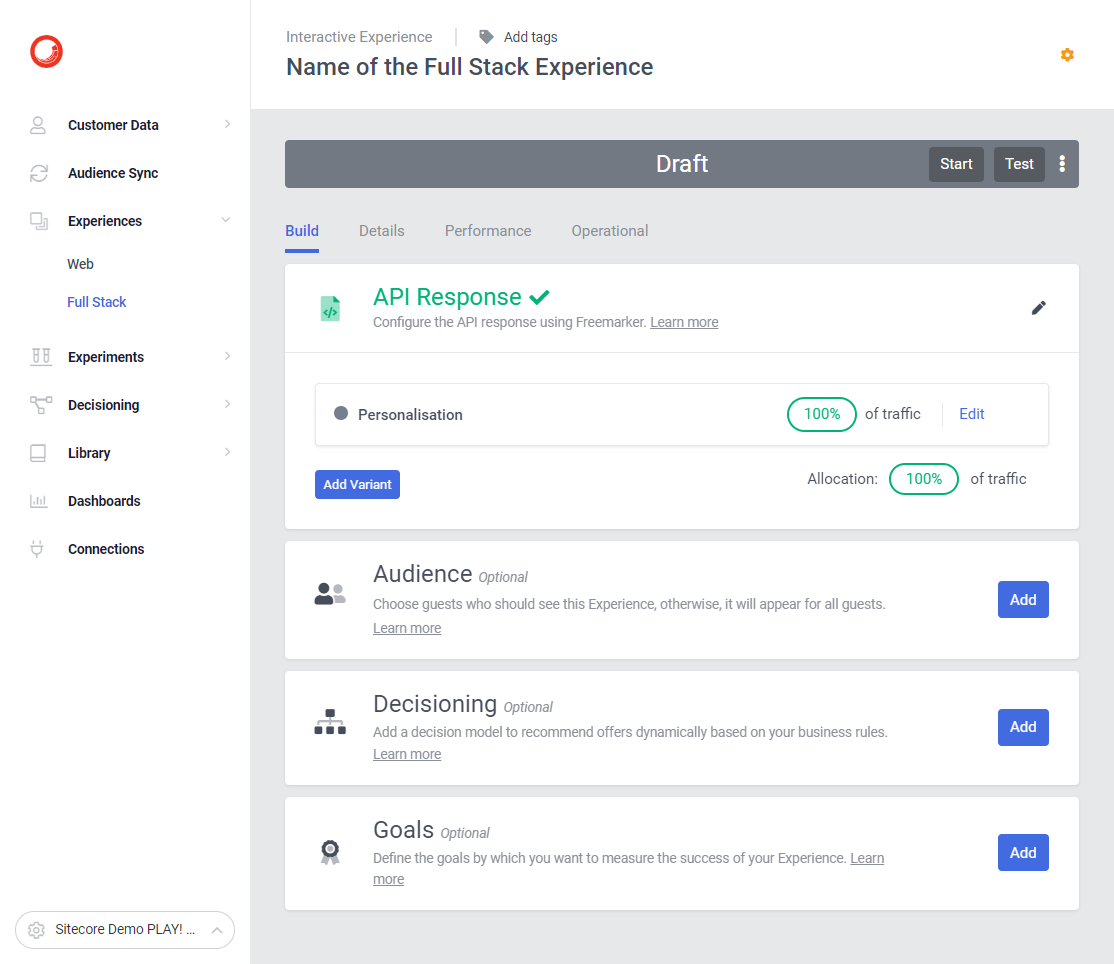 Customer Data
Audience Sync
Experiences
Web
Full Stack
Experiments
Decisioning
Library
Dashboards
Connections
Sitecore Demo PLAY! ...
Interactive Experience
Add tags
Name of the Full Stack Experience
Draft
Start
Test
Build
Details
Performance
Operational
API Response
Configure the API response using Freemarker. Learn more
Personalisation
100%
of traffic
Edit
Add Variant
Allocation:
100%
of traffic
Audience Optional
Choose guests who should see this Experience, otherwise, it will appear for all guests.
Learn more
Add
Decisioning Optional
Add a decision model to recommend offers dynamically based on your business rules.
Learn more
Add
Goals Optional
Define the goals by which you want to measure the success of your Experience. Learn
more
Add